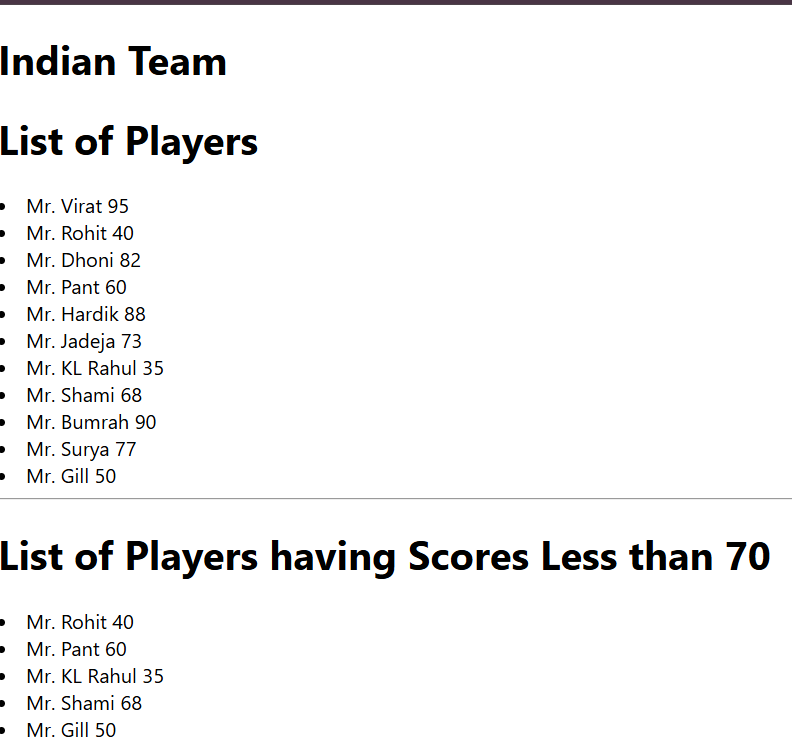 Indian Team
List of Players
Mr. Virat 95
Mr. Rohit 40
Mr. Dhoni 82
Mr. Pant 60
Mr. Hardik 88
Mr. Jadeja 73
Mr. KL Rahul 35
Mr. Shami 68
Mr. Bumrah 90
Mr. Surya 77
Mr. Gill 50
List of Players having Scores Less than 70
Mr. Rohit 40
Mr. Pant 60
Mr. KL Rahul 35
Mr. Shami 68
Mr. Gill 50